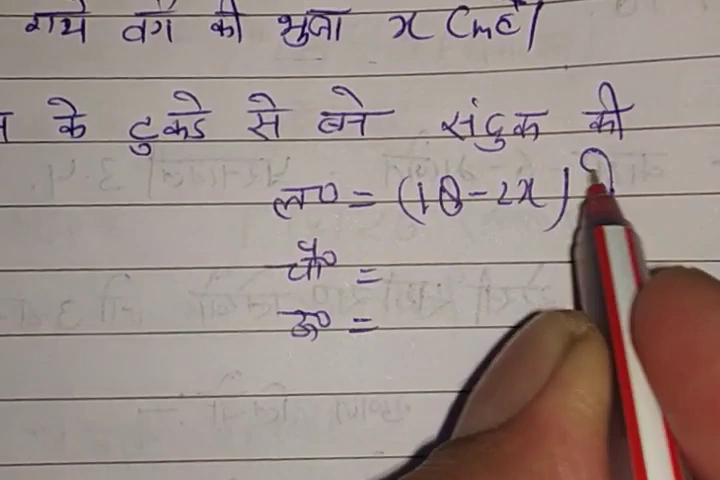 गये वर्ग की भुजा x cm है।
के टुकडे से बने संदुक की
ल० = (18-2x)
चौ० =
ऊ० =